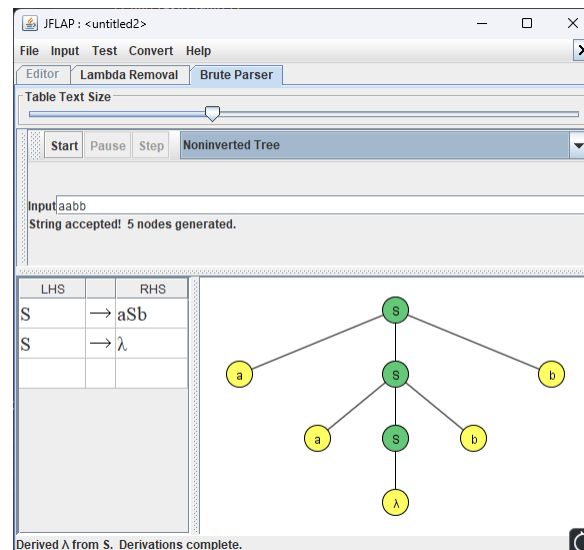 JFLAP : <untitled2>
File Input Test Convert Help
Editor Lambda Removal Brute Parser
Table Text Size
Start Pause Step Noninverted Tree
Input aabb
String accepted! 5 nodes generated.
LHS RHS
S → aSb
S → λ
S
a S b
a S b
λ
Derived λ from S. Derivations complete.